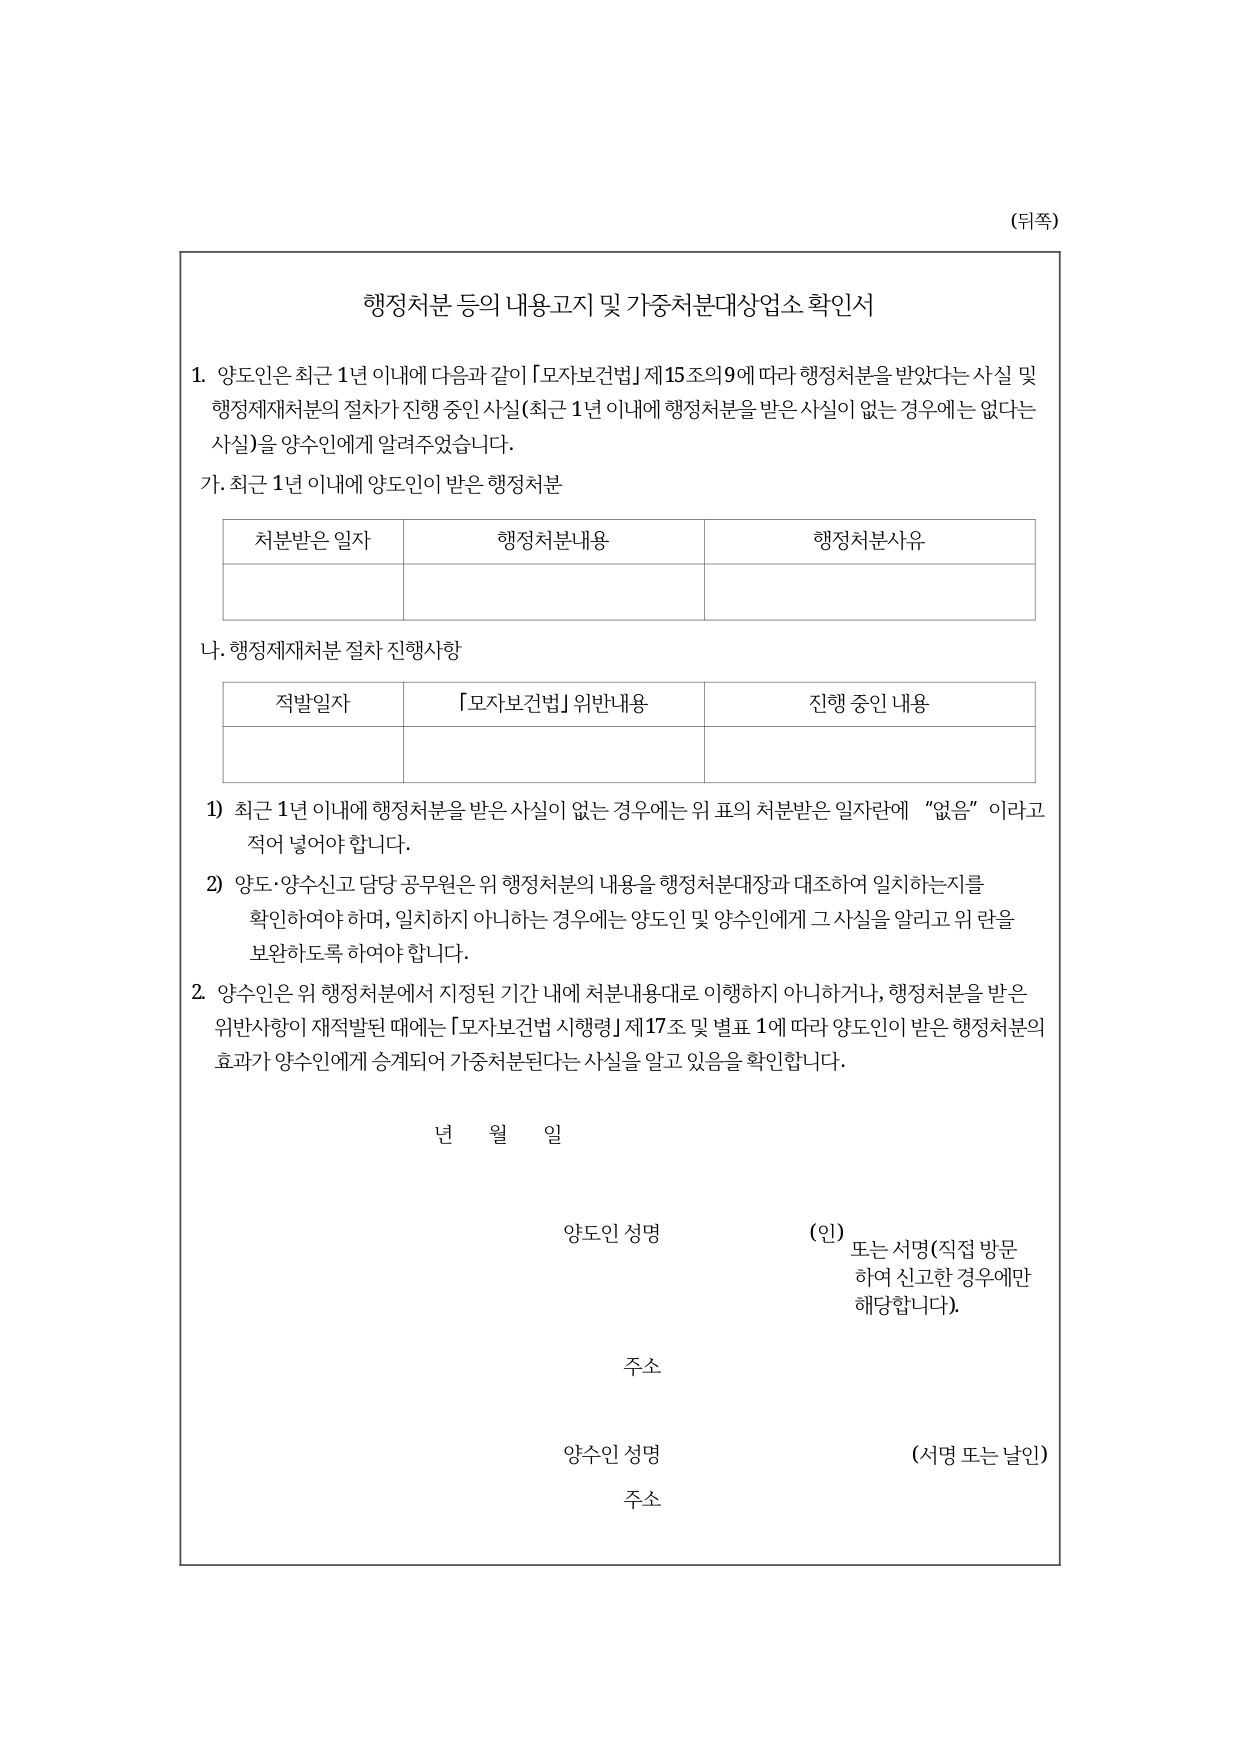 (뒤쪽)
행정처분 등의 내용고지 및 가중처분대상업소 확인서
1. 양도인은 최근 1년 이내에 다음과 같이 「모자보건법」 제15조의9에 따라 행정처분을 받았다는 사실 및
행정제재처분의 절차가 진행 중인 사실(최근 1년 이내에 행정처분을 받은 사실이 없는 경우에는 없다는
사실)을 양수인에게 알려주었습니다.
가. 최근 1년 이내에 양도인이 받은 행정처분
처분받은 일자 행정처분내용 행정처분사유
나. 행정제재처분 절차 진행사항
적발일자 「모자보건법」 위반내용 진행 중인 내용
1) 최근 1년 이내에 행정처분을 받은 사실이 없는 경우에는 위 표의 처분받은 일자란에 “없음”이라고
적어 넣어야 합니다.
2) 양도·양수신고 담당 공무원은 위 행정처분의 내용을 행정처분대장과 대조하여 일치하는지를
확인하여야 하며, 일치하지 아니하는 경우에는 양도인 및 양수인에게 그 사실을 알리고 위 란을
보완하도록 하여야 합니다.
2. 양수인은 위 행정처분에서 지정된 기간 내에 처분내용대로 이행하지 아니하거나, 행정처분을 받은
위반사항이 재적발된 때에는 「모자보건법 시행령」 제17조 및 별표 1에 따라 양도인이 받은 행정처분의
효과가 양수인에게 승계되어 가중처분된다는 사실을 알고 있음을 확인합니다.
년 월 일
양도인 성명 (인)
또는 서명(직접 방문
하여 신고한 경우에만
해당합니다).
주소
양수인 성명 (서명 또는 날인)
주소